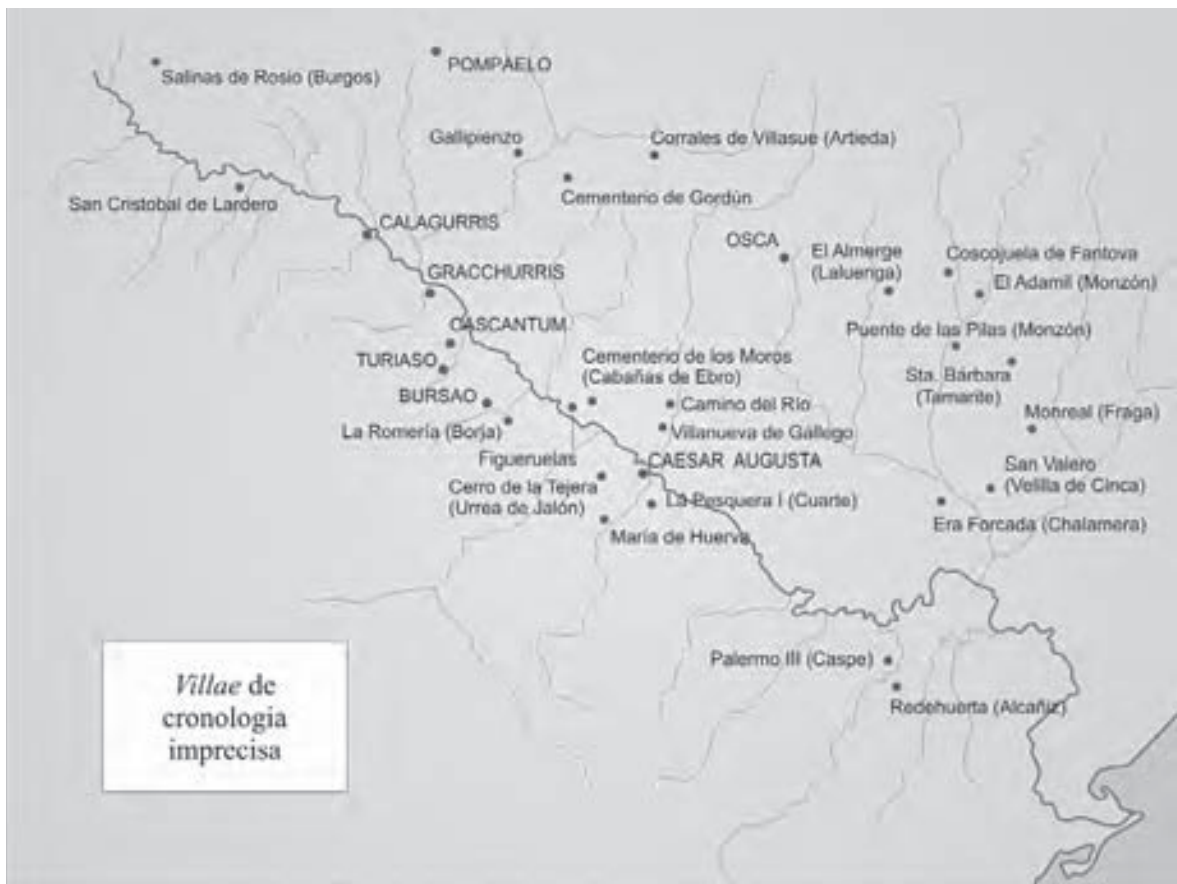 POMPAELO
Salinas de Rosio (Burgos)
Gallipienzo
Corrales de Villasue (Artieda)
Cementerio de Gordún
San Cristobal de Lardero
CALAGURRIS
OSCA
El Almerge
(Laluenga)
Coscojuela de Fantova
El Adamil (Monzón)
GRACCHURRIS
CASCANTUM
Puente de las Pilas (Monzón)
TURIASO
Cementerio de los Moros
(Cabañas de Ebro)
Sta. Bárbara
(Tamarite)
BURSAO
Camino del Río
Monreal (Fraga)
La Romería (Borja)
Villanueva de Gállego
Figueruelas
CAESAR AUGUSTA
San Valero
(Velilla de Cinca)
Cerro de la Tejera
(Urrea de Jalón)
La Pesquera I (Cuarte)
Era Forcada (Chalamera)
María de Huerva
Palermo III (Caspe)
Redehuerta (Alcañiz)
Villae de
cronologia
imprecisa